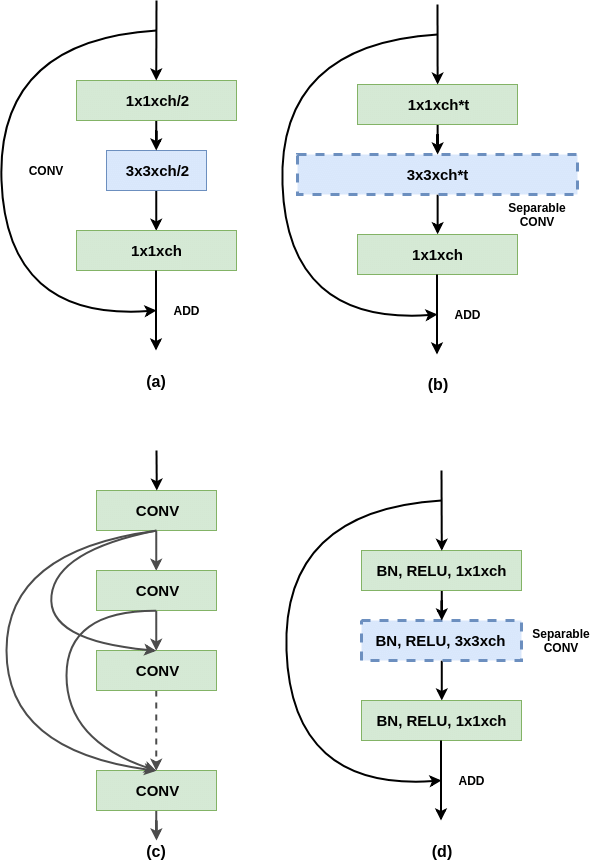 1x1xch/2
3x3xch/2
CONV
1x1xch
ADD
(a)
1x1xch*t
3x3xch*t
Separable
CONV
1x1xch
ADD
(b)
CONV
CONV
CONV
CONV
(c)
BN, RELU, 1x1xch
BN, RELU, 3x3xch
Separable
CONV
BN, RELU, 1x1xch
ADD
(d)